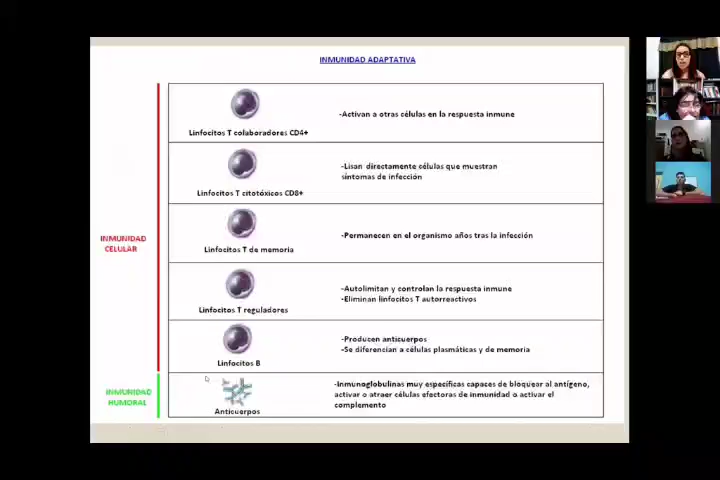 INMUNIDAD ADAPTATIVA
Linfocitos T colaboradores CD4+
-Activan a otras células en la respuesta inmune
Linfocitos T citotóxicos CD8+
-Lisan directamente células que muestran
síntomas de infección
INMUNIDAD
CELULAR
Linfocitos T de memoria
-Permanecen en el organismo años tras la infección
Linfocitos T reguladores
-Autolimitan y controlan la respuesta inmune
-Eliminan linfocitos T autorreactivos
Linfocitos B
-Producen anticuerpos
-Se diferencian a células plasmáticas y de memoria
INMUNIDAD
HUMORAL
Anticuerpos
-Inmunoglobulinas muy específicas capaces de bloquear al antígeno,
activar o atraer células efectoras de inmunidad o activar el
complemento